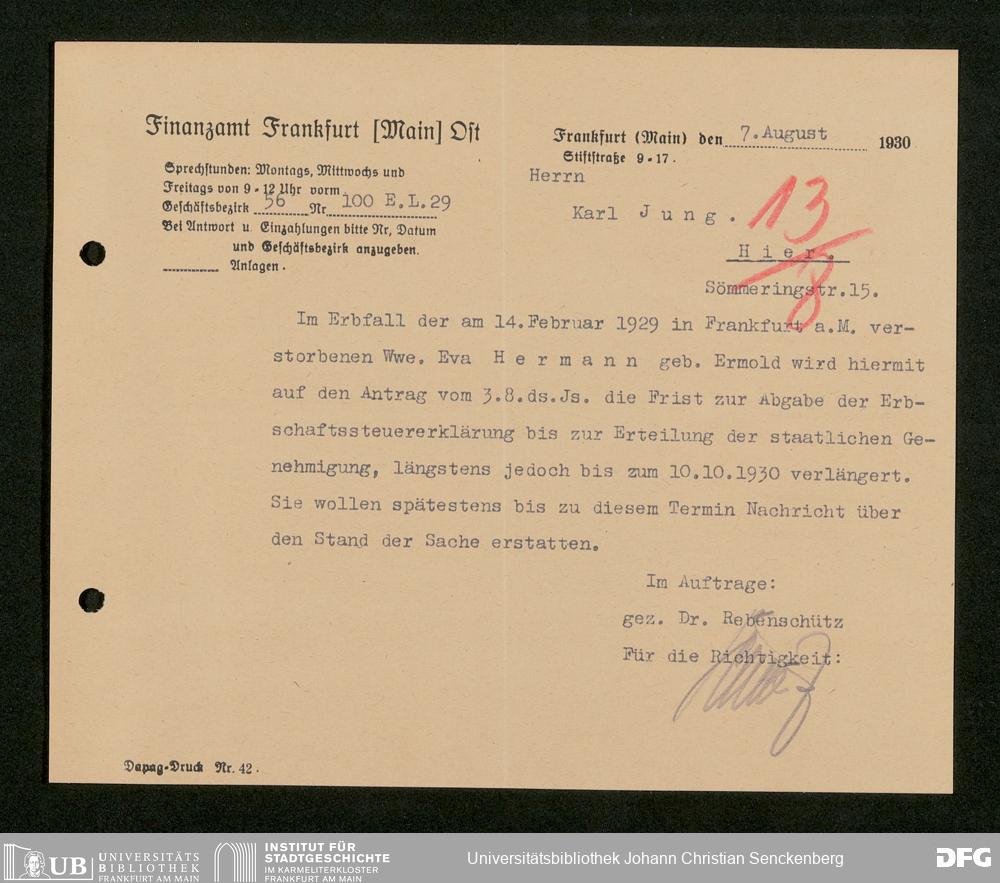 Finanzamt Frankfurt [Main] Ost
Sprechstunden: Montags, Mittwochs und
Freitags von 9-12 Uhr vorm
Geschäftsbezirk 56 Nr 100 E.L.29
Bei Antwort u Einzahlungen bitte Nr, Datum
und Geschäftsbezirk anzugeben.
Anlagen.
Frankfurt (Main) den 7.August 1930
Stiftstraße 9-17.
Herrn
Karl Jung.
13/8
Hier.
Sömmeringstr.15.
Im Erbfall der am 14.Februar 1929 in Frankfurt a.M. ver-
storbenen Wwe. Eva Hermann geb. Ermold wird hiermit
auf den Antrag vom 3.8.ds.Js. die Frist zur Abgabe der Erb-
schaftssteuererklärung bis zur Erteilung der staatlichen Ge-
nehmigung, längstens jedoch bis zum 10.10.1930 verlängert.
Sie wollen spätestens bis zu diesem Termin Nachricht über
den Stand der Sache erstatten.
Im Auftrage:
gez. Dr. Rebenschütz
Für die Richtigkeit:
Dapag-Druck Nr. 42.
UB UNIVERSITÄTS
BIBLIOTHEK
FRANKFURT AM MAIN
INSTITUT FÜR
STADTGESCHICHTE
IM KARMELITERKLOSTER
FRANKFURT AM MAIN
Universitätsbibliothek Johann Christian Senckenberg
DFG